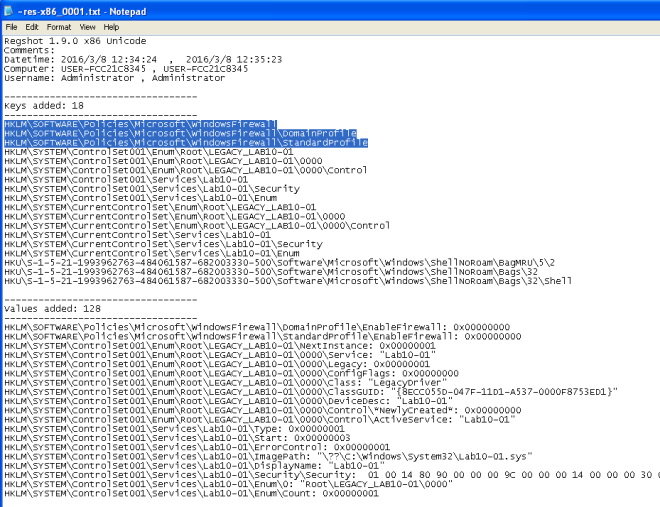 ~res-x86_0001.txt - Notepad
File Edit Format View Help
Regshot 1.9.0 x86 Unicode
Comments:
Datetime: 2016/3/8 12:34:24  ,  2016/3/8 12:35:23
Computer: USER-FCC21C8345 , USER-FCC21C8345
Username: Administrator , Administrator
----------------------------------
Keys added: 18
----------------------------------
HKLM\SOFTWARE\Policies\Microsoft\WindowsFirewall
HKLM\SOFTWARE\Policies\Microsoft\WindowsFirewall\DomainProfile
HKLM\SOFTWARE\Policies\Microsoft\WindowsFirewall\StandardProfile
HKLM\SYSTEM\ControlSet001\Enum\Root\LEGACY_LAB10-01
HKLM\SYSTEM\ControlSet001\Enum\Root\LEGACY_LAB10-01\0000
HKLM\SYSTEM\ControlSet001\Enum\Root\LEGACY_LAB10-01\0000\Control
HKLM\SYSTEM\ControlSet001\Services\Lab10-01
HKLM\SYSTEM\ControlSet001\Services\Lab10-01\Security
HKLM\SYSTEM\ControlSet001\Services\Lab10-01\Enum
HKLM\SYSTEM\CurrentControlSet\Enum\Root\LEGACY_LAB10-01
HKLM\SYSTEM\CurrentControlSet\Enum\Root\LEGACY_LAB10-01\0000
HKLM\SYSTEM\CurrentControlSet\Enum\Root\LEGACY_LAB10-01\0000\Control
HKLM\SYSTEM\CurrentControlSet\Services\Lab10-01
HKLM\SYSTEM\CurrentControlSet\Services\Lab10-01\Security
HKLM\SYSTEM\CurrentControlSet\Services\Lab10-01\Enum
HKU\S-1-5-21-1993962763-484061587-682003330-500\Software\Microsoft\Windows\ShellNoRoam\BagMRU\5\2
HKU\S-1-5-21-1993962763-484061587-682003330-500\Software\Microsoft\Windows\ShellNoRoam\Bags\32
HKU\S-1-5-21-1993962763-484061587-682003330-500\Software\Microsoft\Windows\ShellNoRoam\Bags\32\Shell
----------------------------------
Values added: 128
----------------------------------
HKLM\SOFTWARE\Policies\Microsoft\WindowsFirewall\DomainProfile\EnableFirewall: 0x00000000
HKLM\SOFTWARE\Policies\Microsoft\WindowsFirewall\StandardProfile\EnableFirewall: 0x00000000
HKLM\SYSTEM\ControlSet001\Enum\Root\LEGACY_LAB10-01\NextInstance: 0x00000001
HKLM\SYSTEM\ControlSet001\Enum\Root\LEGACY_LAB10-01\0000\Service: "Lab10-01"
HKLM\SYSTEM\ControlSet001\Enum\Root\LEGACY_LAB10-01\0000\Legacy: 0x00000001
HKLM\SYSTEM\ControlSet001\Enum\Root\LEGACY_LAB10-01\0000\ConfigFlags: 0x00000000
HKLM\SYSTEM\ControlSet001\Enum\Root\LEGACY_LAB10-01\0000\Class: "LegacyDriver"
HKLM\SYSTEM\ControlSet001\Enum\Root\LEGACY_LAB10-01\0000\ClassGUID: "{8ECC055D-047F-11D1-A537-0000F8753ED1}"
HKLM\SYSTEM\ControlSet001\Enum\Root\LEGACY_LAB10-01\0000\DeviceDesc: "Lab10-01"
HKLM\SYSTEM\ControlSet001\Enum\Root\LEGACY_LAB10-01\0000\Control\*NewlyCreated*: 0x00000000
HKLM\SYSTEM\ControlSet001\Enum\Root\LEGACY_LAB10-01\0000\Control\ActiveService: "Lab10-01"
HKLM\SYSTEM\ControlSet001\Services\Lab10-01\Type: 0x00000001
HKLM\SYSTEM\ControlSet001\Services\Lab10-01\Start: 0x00000003
HKLM\SYSTEM\ControlSet001\Services\Lab10-01\ErrorControl: 0x00000001
HKLM\SYSTEM\ControlSet001\Services\Lab10-01\ImagePath: "\??\C:\Windows\System32\Lab10-01.sys"
HKLM\SYSTEM\ControlSet001\Services\Lab10-01\DisplayName: "Lab10-01"
HKLM\SYSTEM\ControlSet001\Services\Lab10-01\Security\Security:  01 00 14 80 90 00 00 00 9C 00 00 00 14 00 00 00 30 0
HKLM\SYSTEM\ControlSet001\Services\Lab10-01\Enum\0: "Root\LEGACY_LAB10-01\0000"
HKLM\SYSTEM\ControlSet001\Services\Lab10-01\Enum\Count: 0x00000001